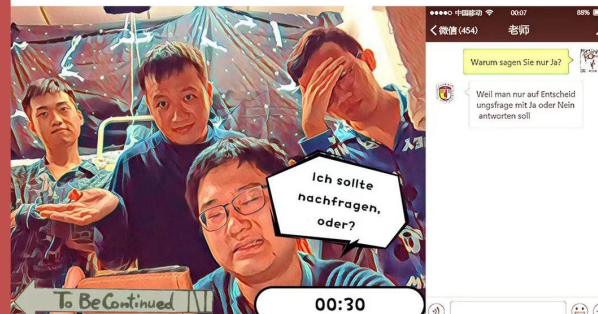 Ich sollte
nachfragen,
oder?
To Be Continued
00:30
中国移动
00:07
88%
微信(454)
老师
Warum sagen Sie nur Ja?
Weil man nur auf Entscheid
ungsfrage mit Ja oder Nein
antworten soll